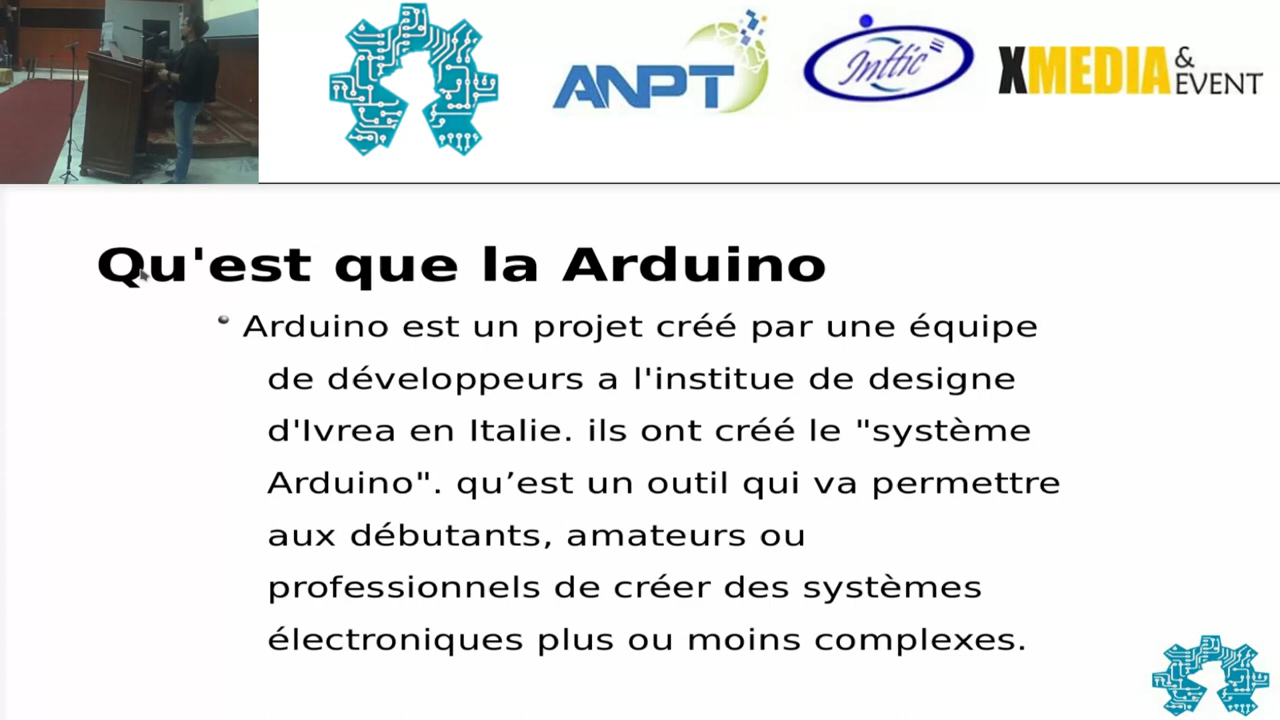 ANPT
Inttic
XMEDIA & EVENT
Qu'est que la Arduino
Arduino est un projet créé par une équipe
de développeurs a l'institue de designe
d'Ivrea en Italie. ils ont créé le "système
Arduino". qu’est un outil qui va permettre
aux débutants, amateurs ou
professionnels de créer des systèmes
électroniques plus ou moins complexes.